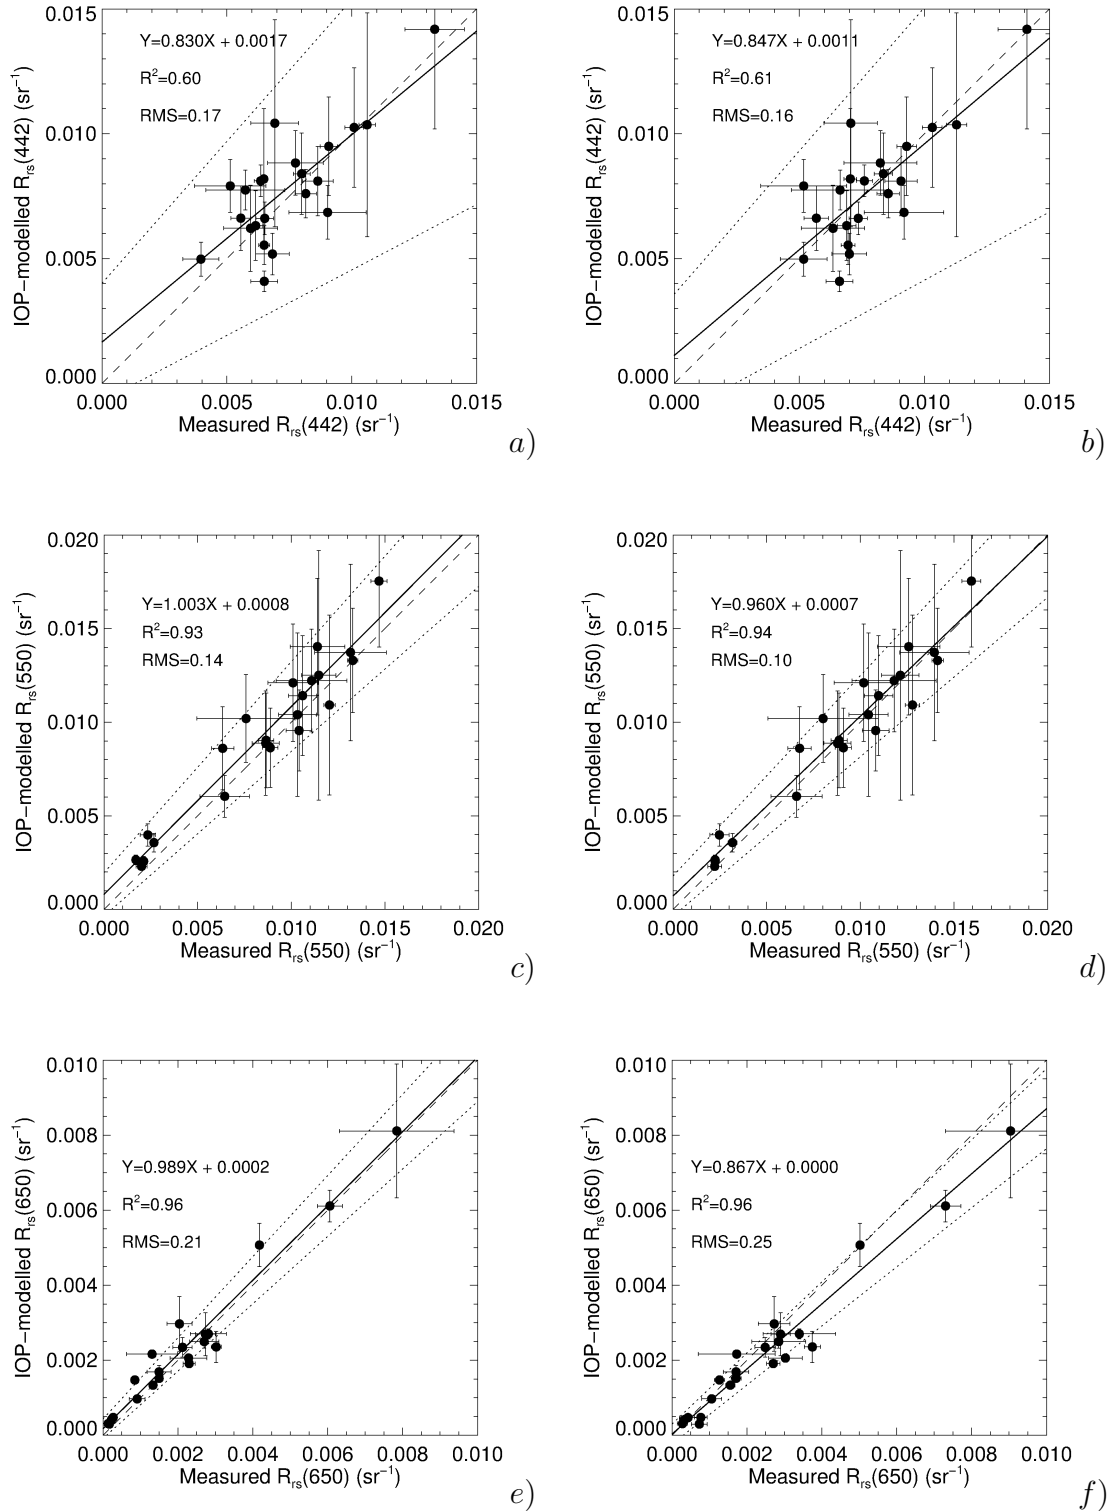 0.015
Y=0.830X + 0.0017
R²=0.60
RMS=0.17
0.010
0.005
0.000
IOP−modelled Rrs(442) (sr⁻¹)
0.000 0.005 0.010 0.015
Measured Rrs(442) (sr⁻¹)
a)
0.015
Y=0.847X + 0.0011
R²=0.61
RMS=0.16
0.010
0.005
0.000
IOP−modelled Rrs(442) (sr⁻¹)
0.000 0.005 0.010 0.015
Measured Rrs(442) (sr⁻¹)
b)
0.020
Y=1.003X + 0.0008
R²=0.93
RMS=0.14
0.015
0.010
0.005
0.000
IOP−modelled Rrs(550) (sr⁻¹)
0.000 0.005 0.010 0.015 0.020
Measured Rrs(550) (sr⁻¹)
c)
0.020
Y=0.960X + 0.0007
R²=0.94
RMS=0.10
0.015
0.010
0.005
0.000
IOP−modelled Rrs(550) (sr⁻¹)
0.000 0.005 0.010 0.015 0.020
Measured Rrs(550) (sr⁻¹)
d)
0.010
0.008
Y=0.989X + 0.0002
R²=0.96
RMS=0.21
0.006
0.004
0.002
0.000
IOP−modelled Rrs(650) (sr⁻¹)
0.000 0.002 0.004 0.006 0.008 0.010
Measured Rrs(650) (sr⁻¹)
e)
0.010
0.008
Y=0.867X + 0.0000
R²=0.96
RMS=0.25
0.006
0.004
0.002
0.000
IOP−modelled Rrs(650) (sr⁻¹)
0.000 0.002 0.004 0.006 0.008 0.010
Measured Rrs(650) (sr⁻¹)
f)